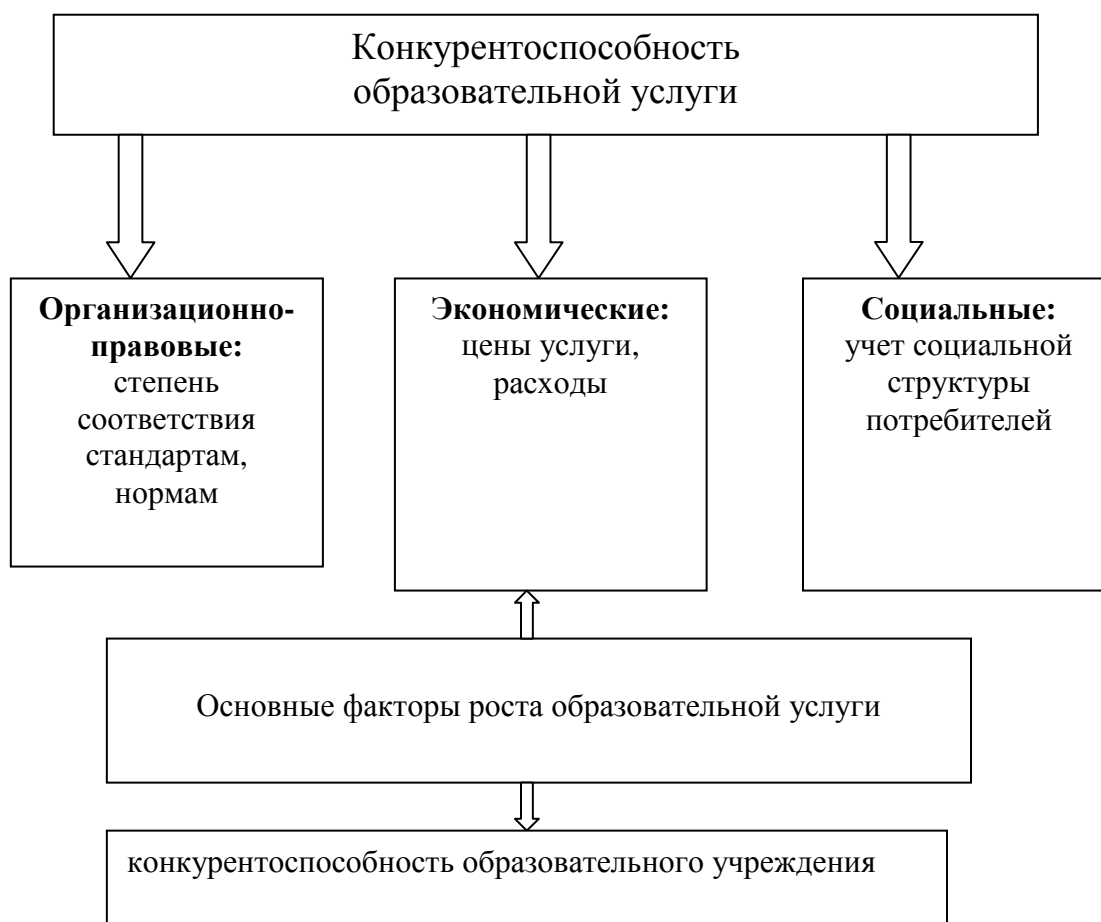 Конкурентоспособность
образовательной услуги
Организационно-
правовые:
степень
соответствия
стандартам,
нормам
Экономические:
цены услуги,
расходы
Социальные:
учет социальной
структуры
потребителей
Основные факторы роста образовательной услуги
конкурентоспособность образовательного учреждения